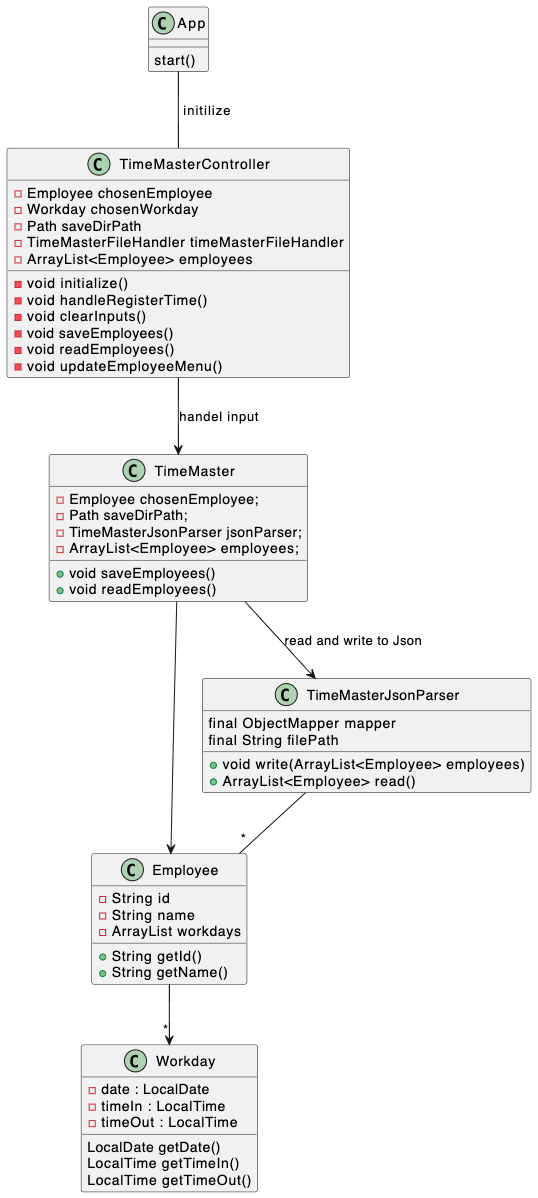 C App
start()
initilize
C TimeMasterController
Employee chosenEmployee
Workday chosenWorkday
Path saveDirPath
TimeMasterFileHandler timeMasterFileHandler
ArrayList<Employee> employees
void initialize()
void handleRegisterTime()
void clearInputs()
void saveEmployees()
void readEmployees()
void updateEmployeeMenu()
handel input
C TimeMaster
Employee chosenEmployee;
Path saveDirPath;
TimeMasterJsonParser jsonParser;
ArrayList<Employee> employees;
void saveEmployees()
void readEmployees()
read and write to Json
C TimeMasterJsonParser
final ObjectMapper mapper
final String filePath
void write(ArrayList<Employee> employees)
ArrayList<Employee> read()
*
C Employee
String id
String name
ArrayList workdays
String getId()
String getName()
*
C Workday
date : LocalDate
timeIn : LocalTime
timeOut : LocalTime
LocalDate getDate()
LocalTime getTimeIn()
LocalTime getTimeOut()